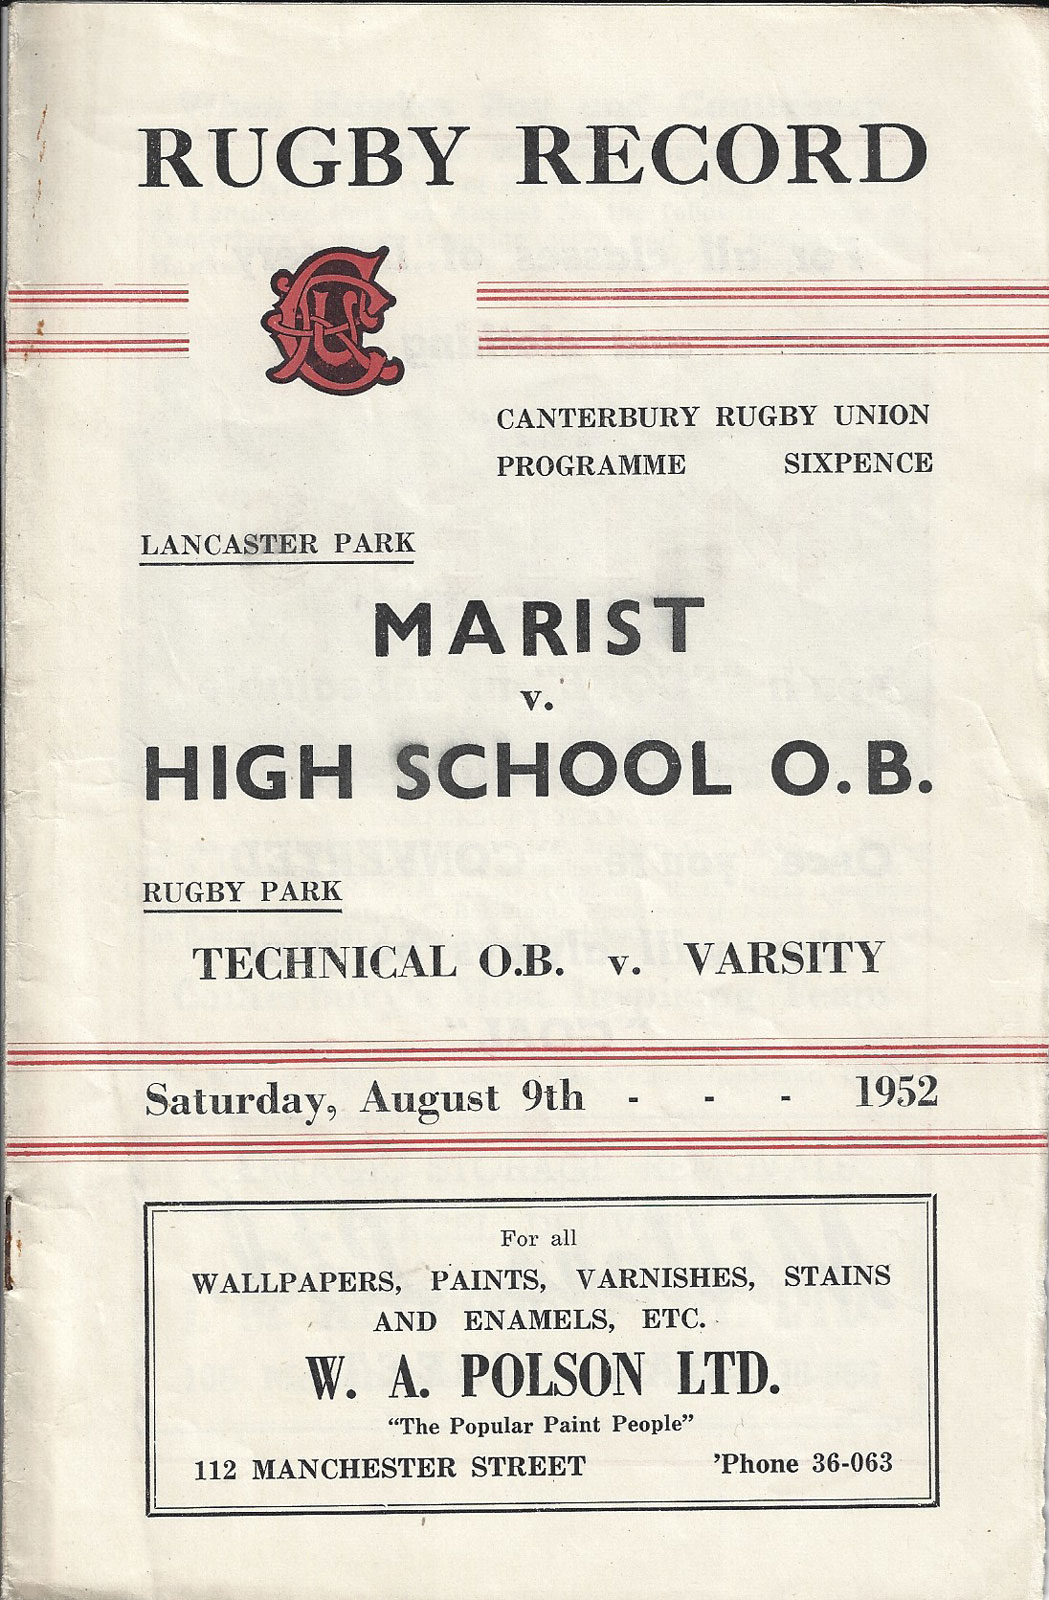 RUGBY RECORD
CRU
CANTERBURY RUGBY UNION
PROGRAMME SIXPENCE
LANCASTER PARK
MARIST
v.
HIGH SCHOOL O.B.
RUGBY PARK
TECHNICAL O.B. v. VARSITY
Saturday, August 9th - - - 1952
For all
WALLPAPERS, PAINTS, VARNISHES, STAINS
AND ENAMELS, ETC.
W. A. POLSON LTD.
"The Popular Paint People"
112 MANCHESTER STREET 'Phone 36-063